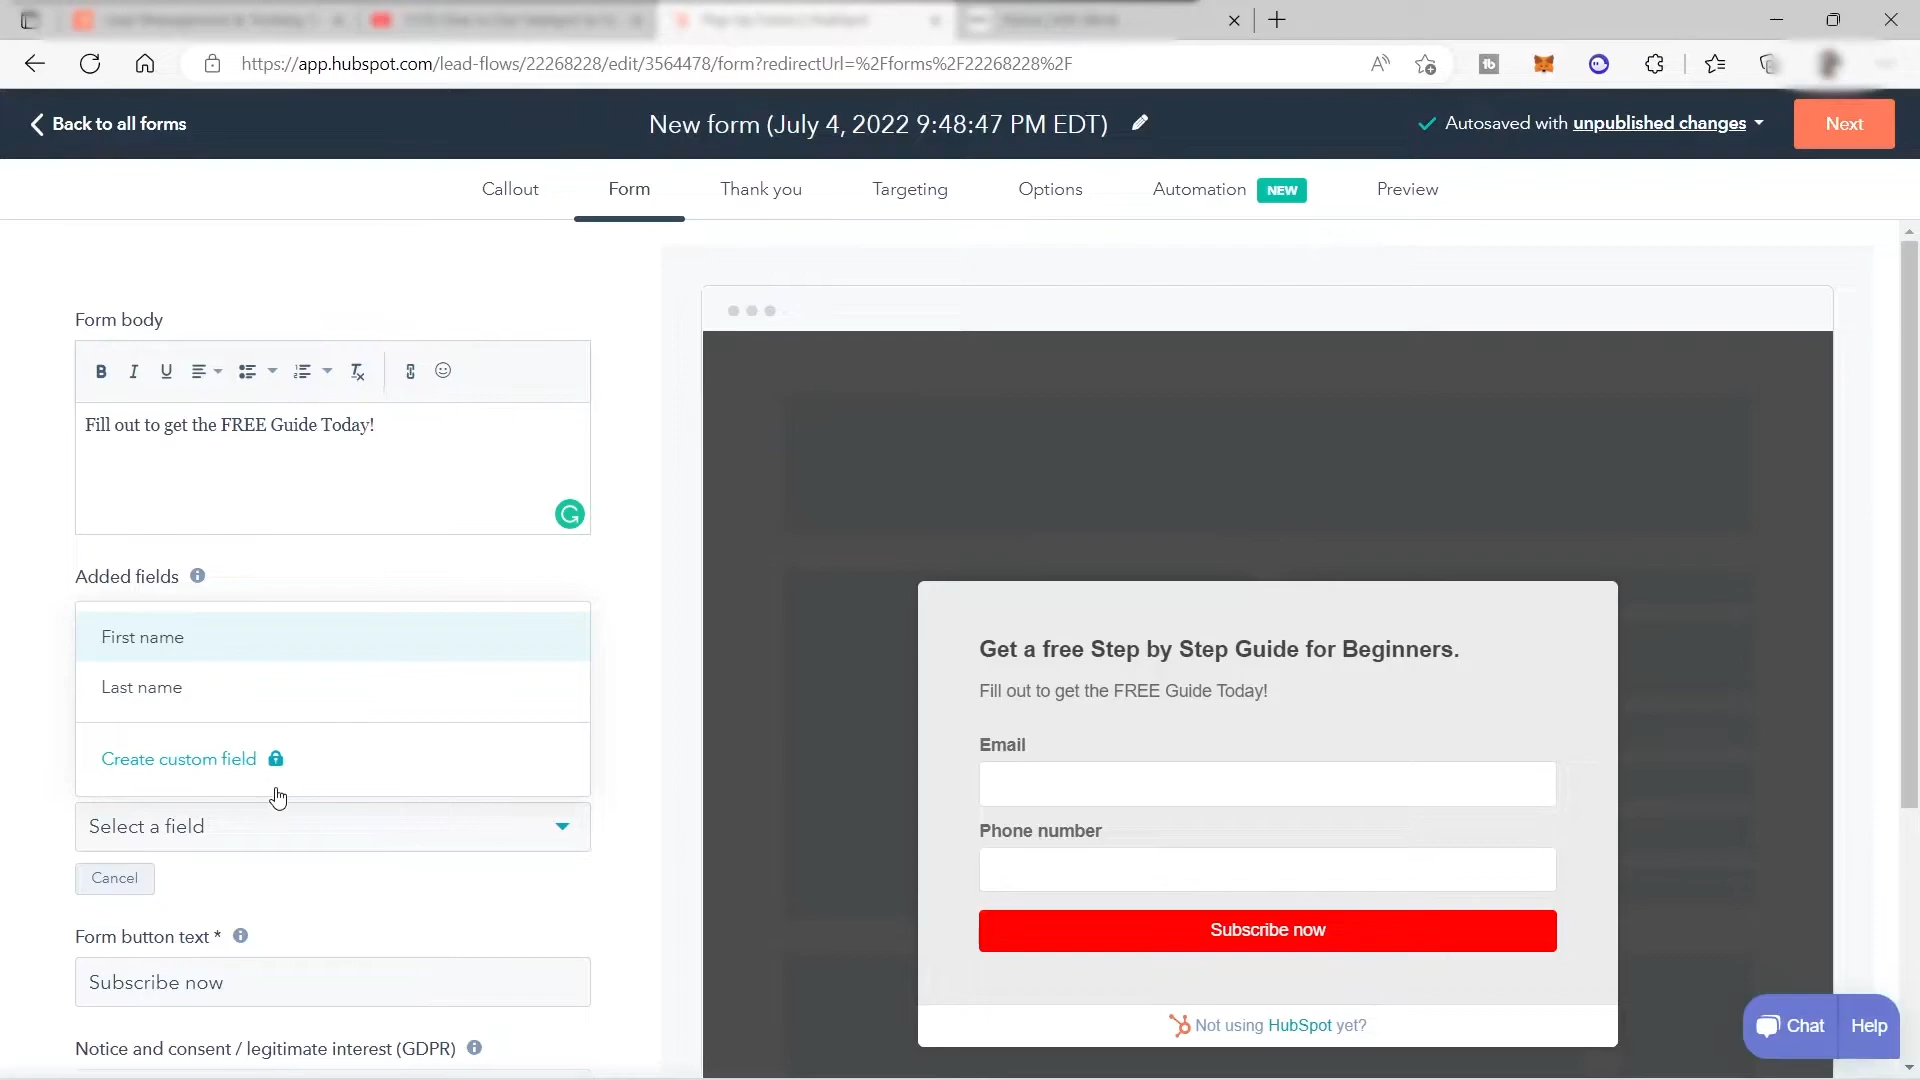 https://app.hubspot.com/lead-flows/22268228/edit/3564478/form?redirectUrl=%2Fforms%2F22268228%2F
Back to all forms
New form (July 4, 2022 9:48:47 PM EDT)
Autosaved with unpublished changes
Next
Callout
Form
Thank you
Targeting
Options
Automation NEW
Preview
Form body
B I U
Fill out to get the FREE Guide Today!
Added fields
First name
Last name
Create custom field
Select a field
Cancel
Form button text *
Subscribe now
Notice and consent / legitimate interest (GDPR)
Get a free Step by Step Guide for Beginners.
Fill out to get the FREE Guide Today!
Email
Phone number
Subscribe now
Not using HubSpot yet?
Chat
Help